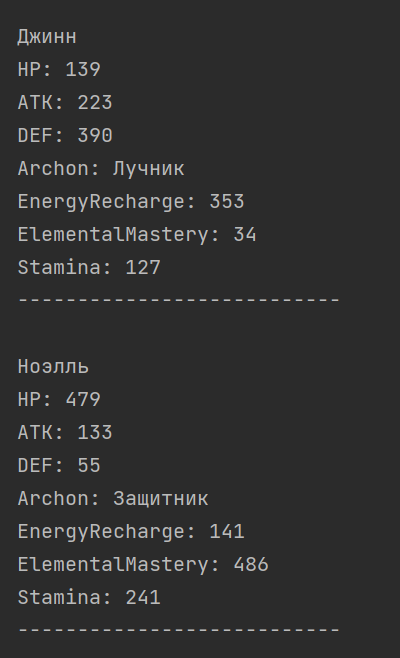 Джинн
HP: 139
ATK: 223
DEF: 390
Archon: Лучник
EnergyRecharge: 353
ElementalMastery: 34
Stamina: 127
---------------------------
Ноэлль
HP: 479
ATK: 133
DEF: 55
Archon: Защитник
EnergyRecharge: 141
ElementalMastery: 486
Stamina: 241
---------------------------